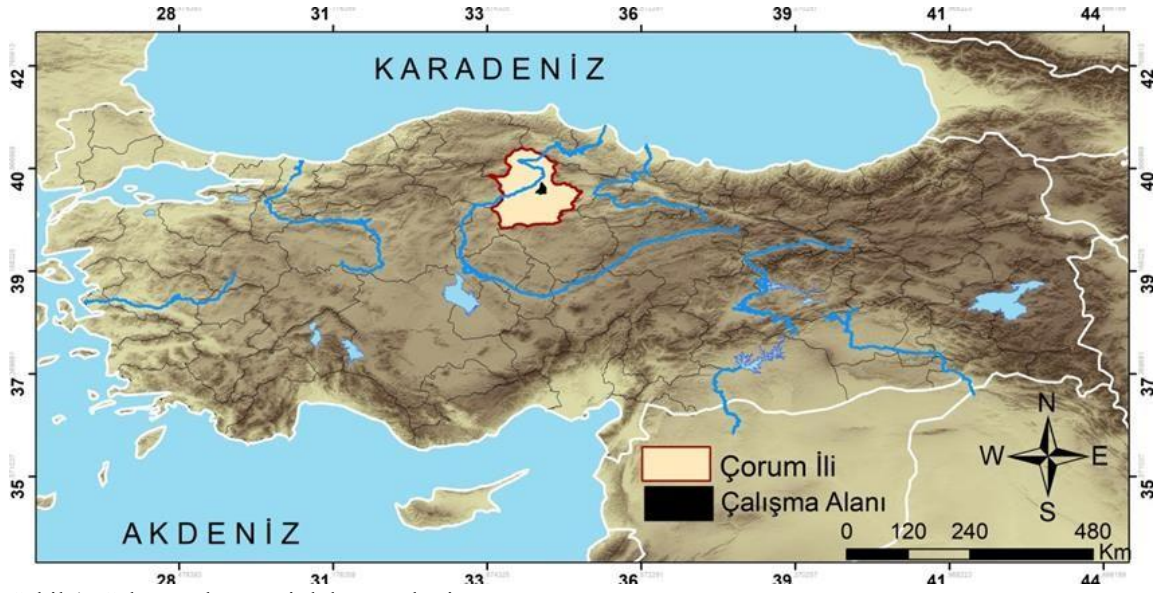 28 31 33 36 39 41 44
42 42
KARADENİZ
40 40
39 39
37 37
N
W E
S
35 35
Çorum İli
Çalışma Alanı
AKDENİZ
0 120 240 480
Km
28 31 33 36 39 41 44